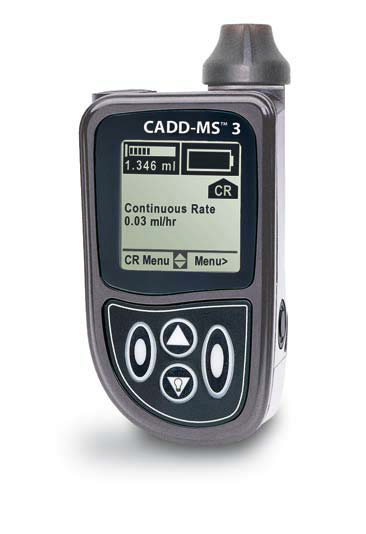 CADD-MS™ 3
1.346 ml
CR
Continuous Rate
0.03 ml/hr
CR Menu Menu>